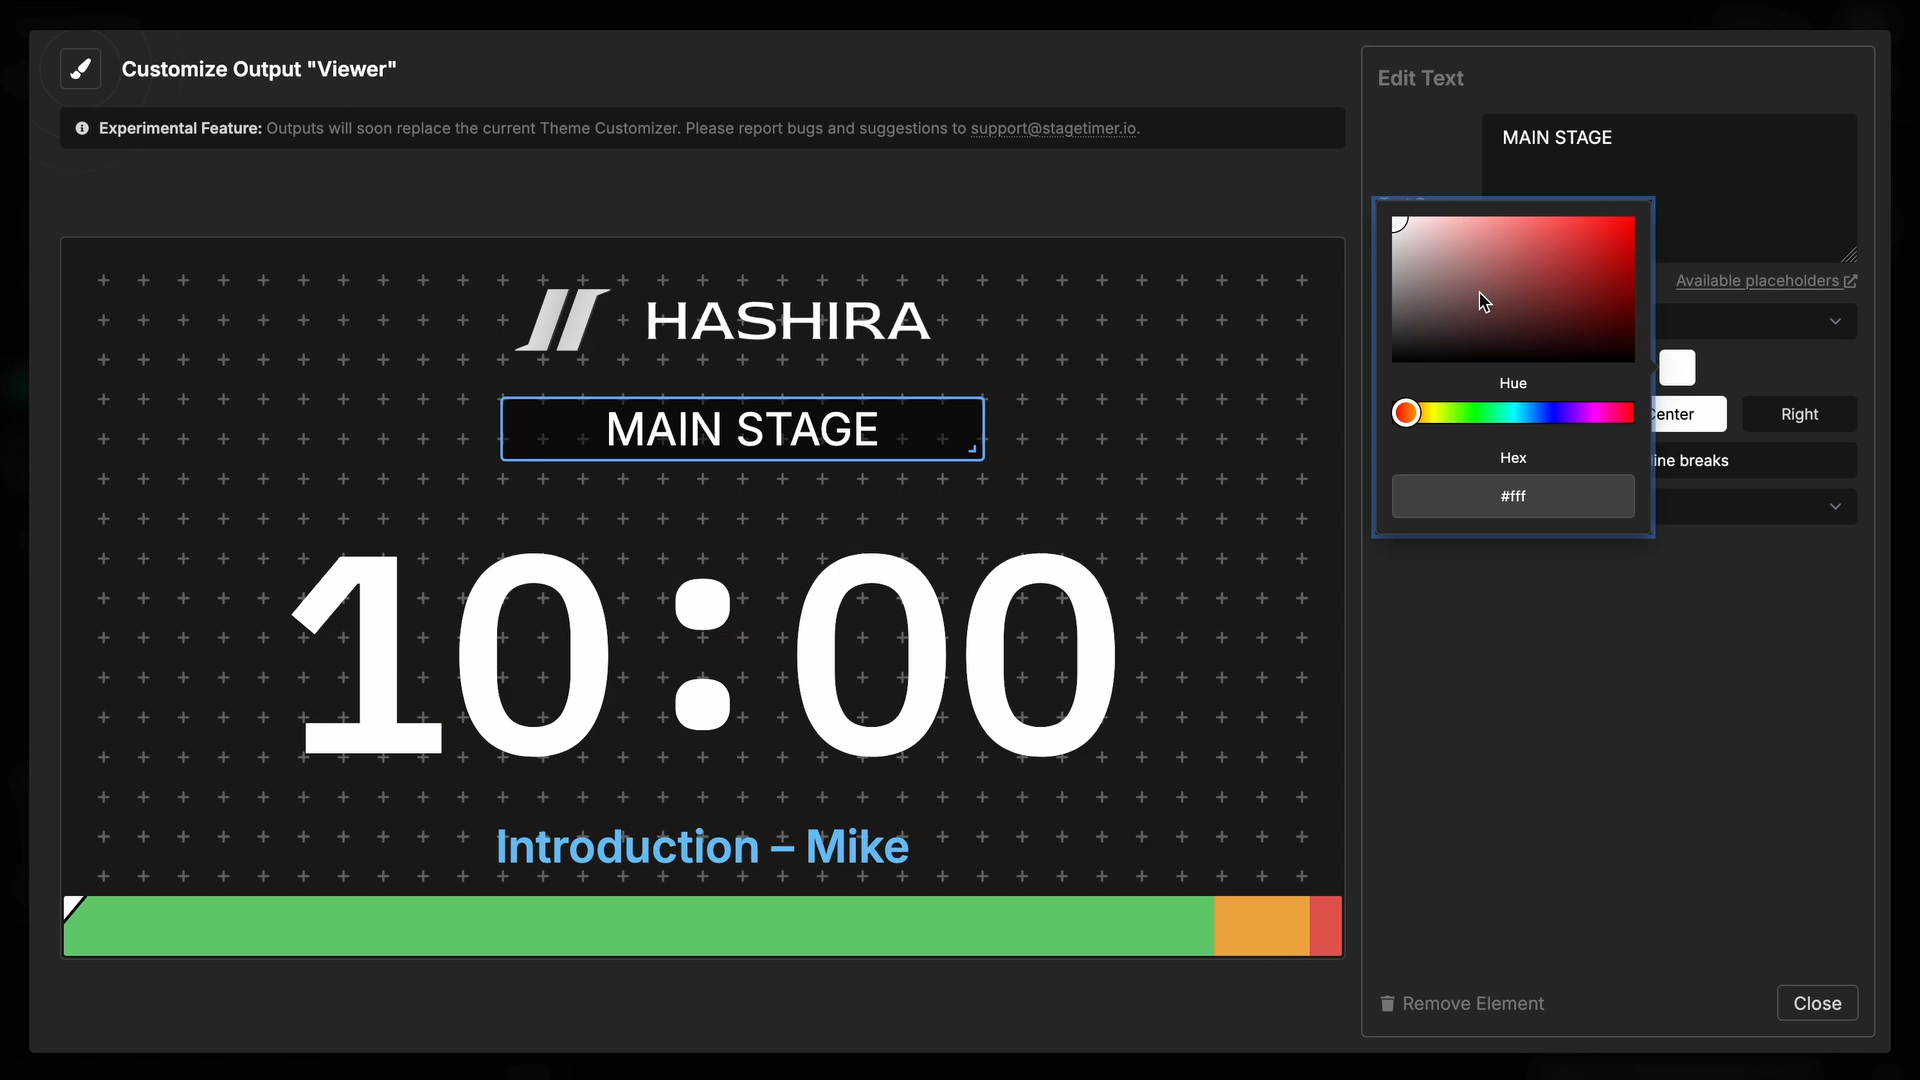 Customize Output "Viewer"
Experimental Feature: Outputs will soon replace the current Theme Customizer. Please report bugs and suggestions to support@stagetimer.io.
HASHIRA
MAIN STAGE
10:00
Introduction – Mike
Edit Text
MAIN STAGE
Available placeholders
Hue
Hex
#fff
Center
Right
line breaks
Remove Element
Close